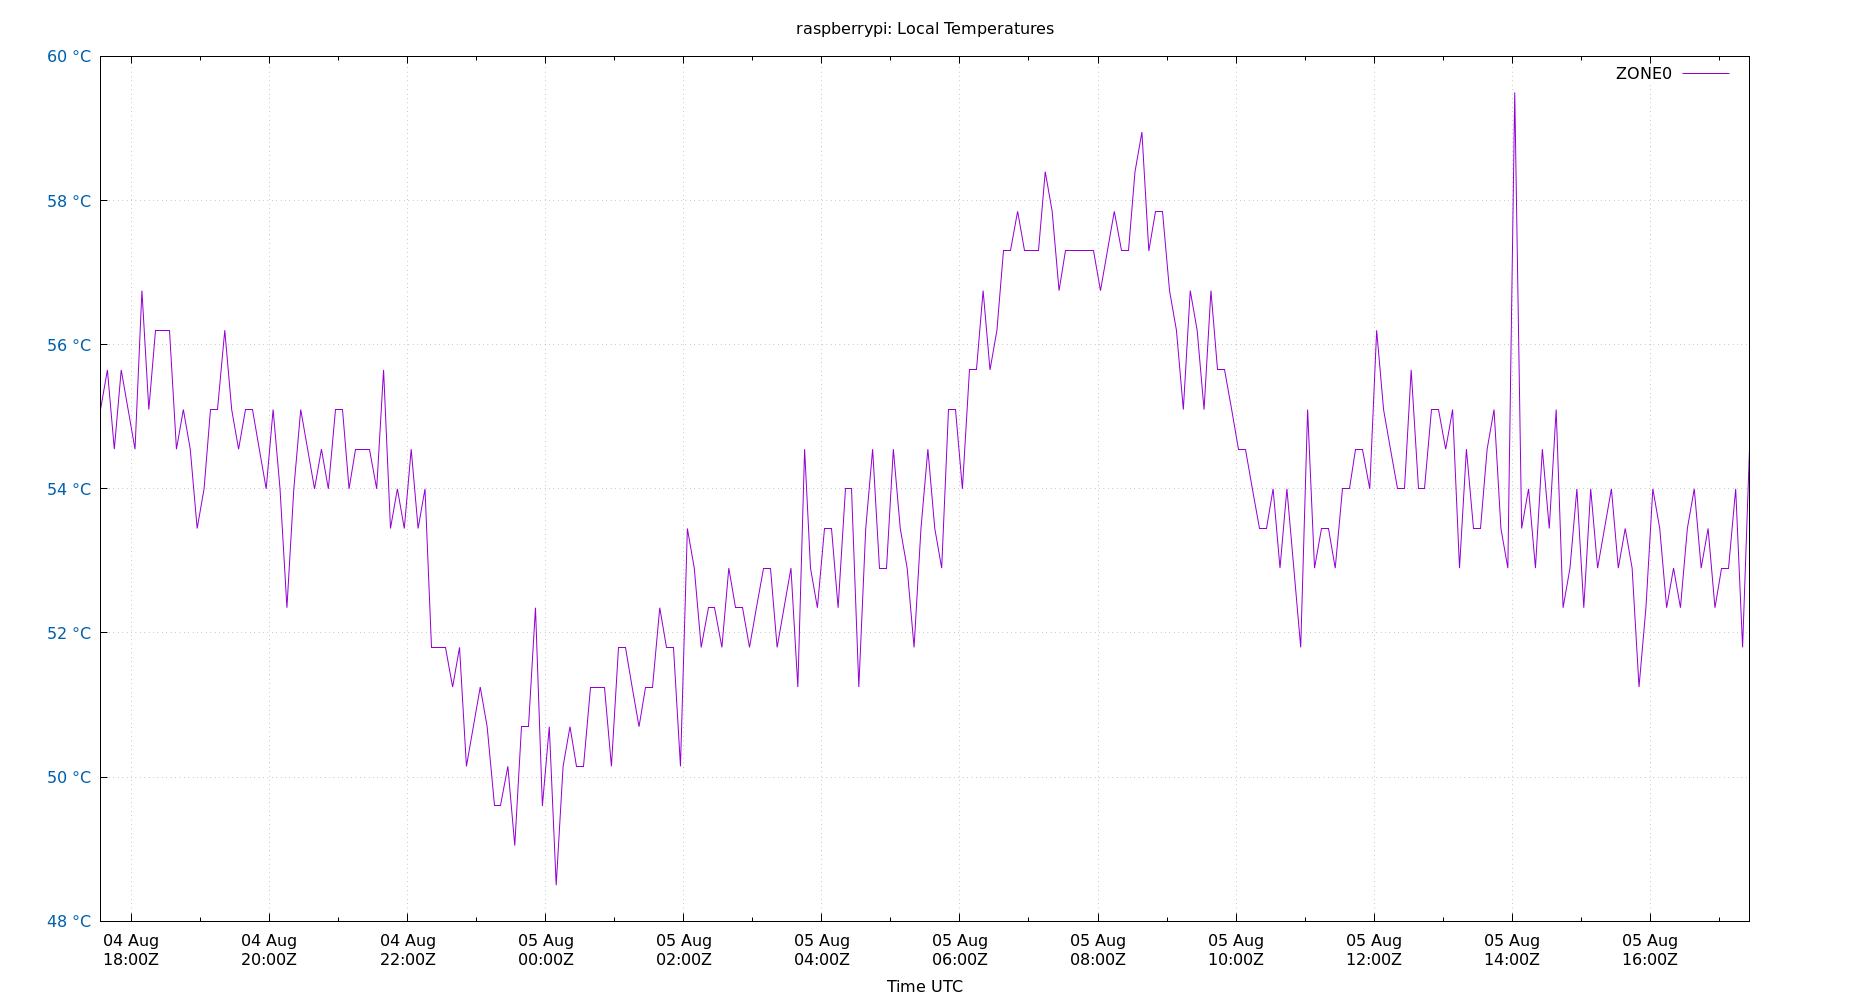 raspberrypi: Local Temperatures
60 °C
ZONE0
58 °C
56 °C
54 °C
52 °C
50 °C
48 °C
04 Aug 04 Aug 04 Aug 05 Aug 05 Aug 05 Aug 05 Aug 05 Aug 05 Aug 05 Aug 05 Aug 05 Aug
18:00Z 20:00Z 22:00Z 00:00Z 02:00Z 04:00Z 06:00Z 08:00Z 10:00Z 12:00Z 14:00Z 16:00Z
Time UTC